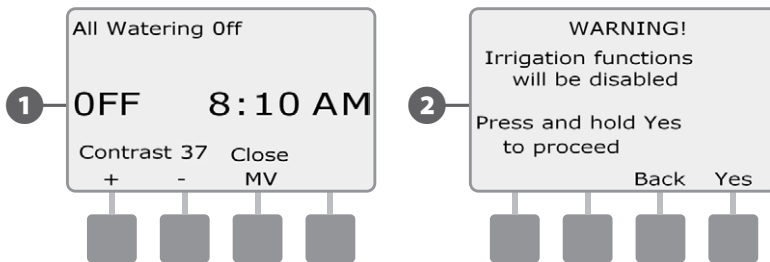 All Watering Off
1
OFF 8:10 AM
Contrast 37 Close
+ - MV
WARNING!
Irrigation functions
will be disabled
2
Press and hold Yes
to proceed
Back Yes